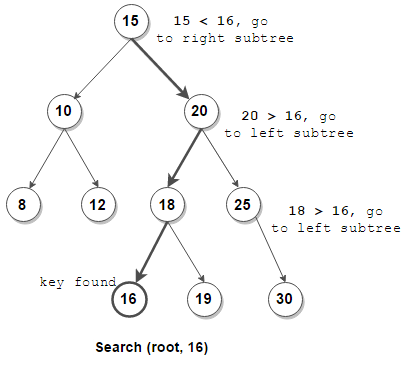 15
15 < 16, go
to right subtree
10
20
20 > 16, go
to left subtree
8
12
18
25
18 > 16, go
to left subtree
key found
16
19
30
Search (root, 16)